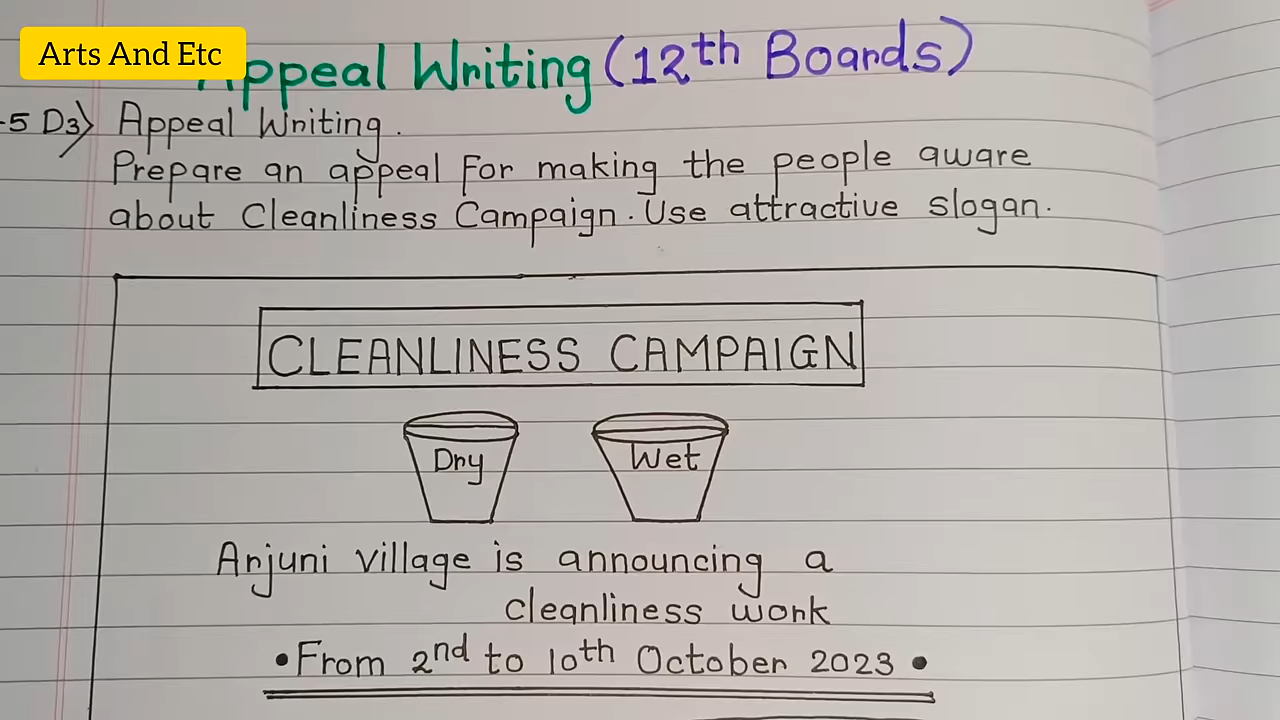 Arts And Etc
Appeal Writing (12th Boards)
-5 D3) Appeal Writing.
Prepare an appeal for making the people aware
about Cleanliness Campaign. Use attractive slogan.
CLEANLINESS CAMPAIGN
Dry Wet
Arjuni village is announcing a
cleanliness work
• From 2nd to 10th October 2023 •